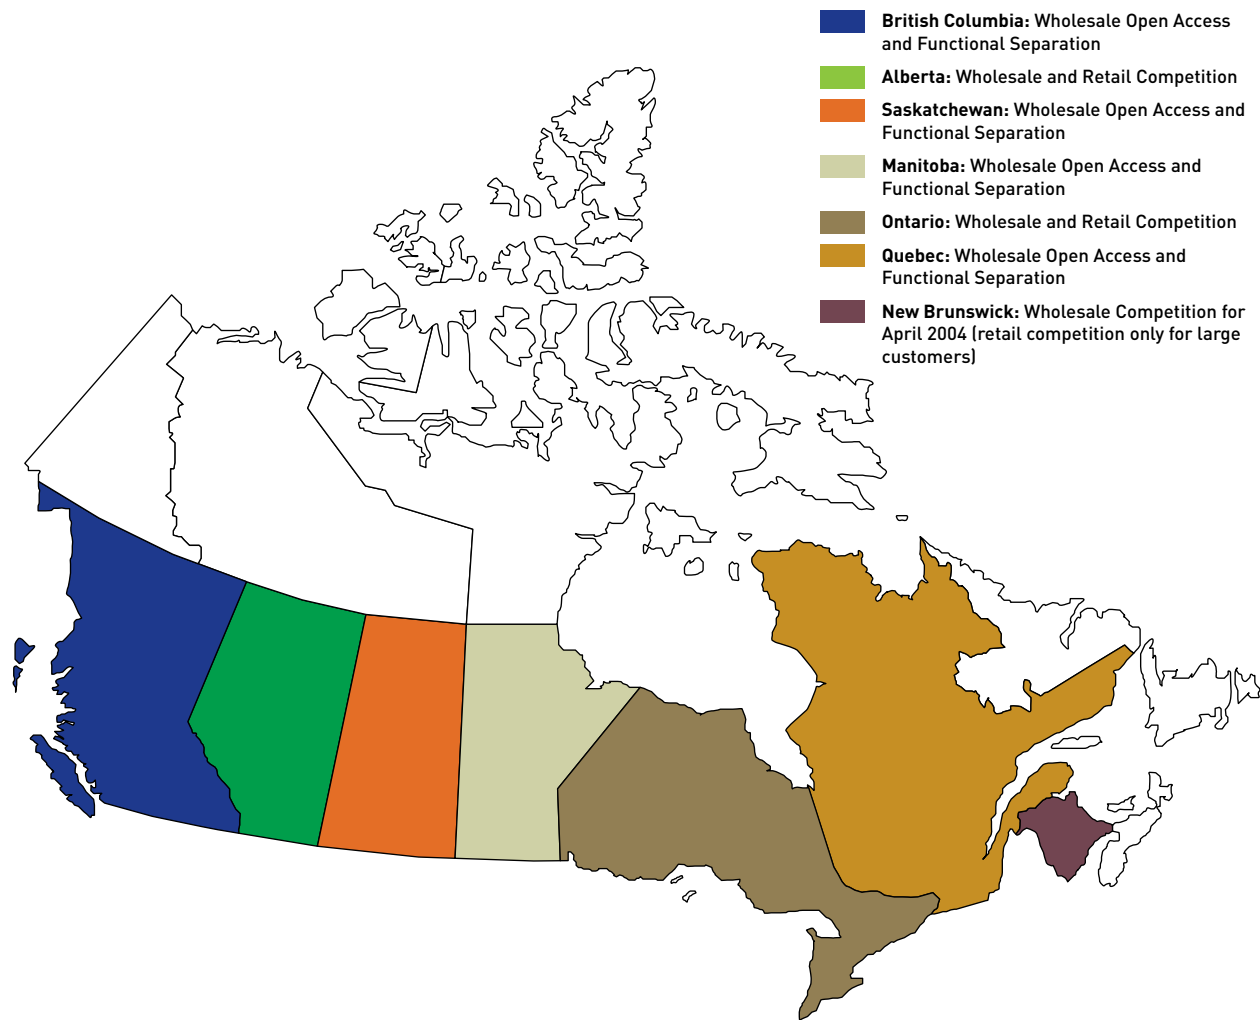 British Columbia: Wholesale Open Access
and Functional Separation
Alberta: Wholesale and Retail Competition
Saskatchewan: Wholesale Open Access and
Functional Separation
Manitoba: Wholesale Open Access and
Functional Separation
Ontario: Wholesale and Retail Competition
Quebec: Wholesale Open Access and
Functional Separation
New Brunswick: Wholesale Competition for
April 2004 (retail competition only for large
customers)